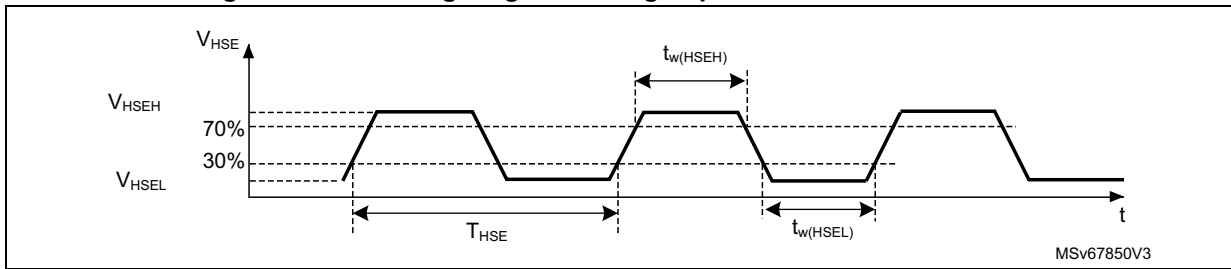 V_HSE
t_w(HSEH)
V_HSEH
70%
30%
V_HSEL
T_HSE
t_w(HSEL)
t
MSv67850V3